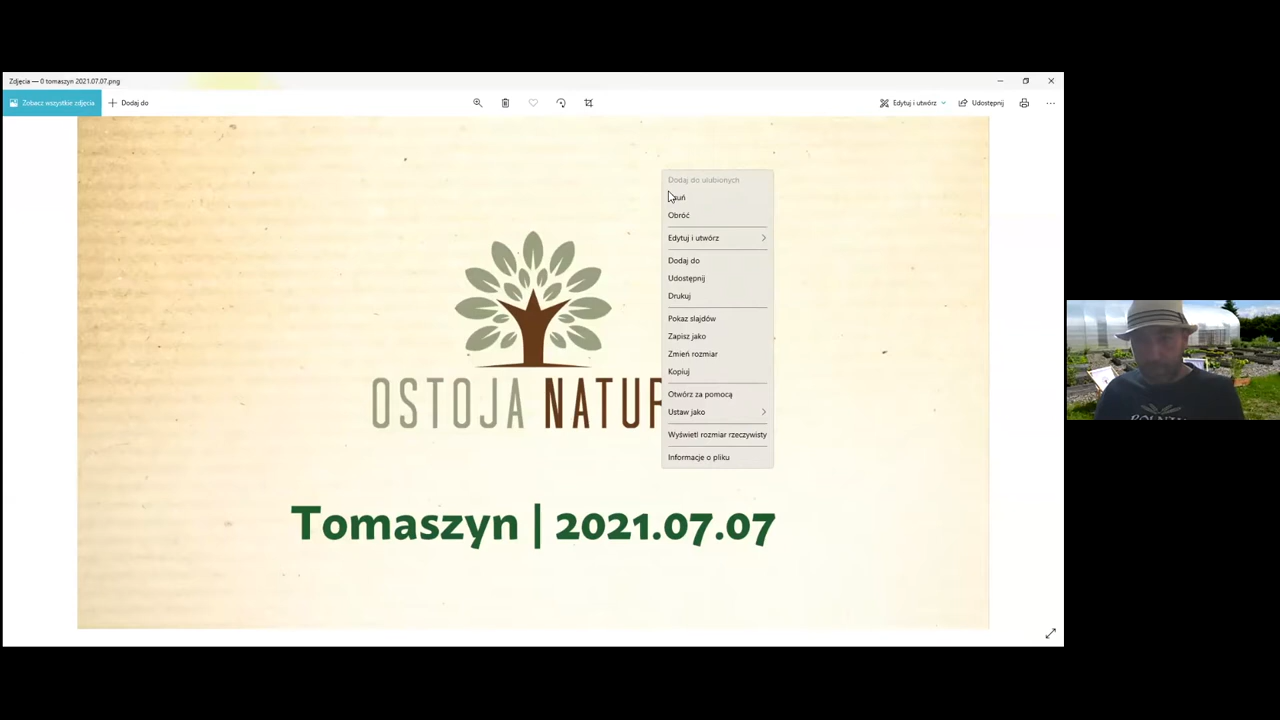 Zdjęcia — 0 tomaszyn 2021.07.07.png
Zobacz wszystkie zdjęcia
Dodaj do
Edytuj i utwórz
Udostępnij
Dodaj do ulubionych
Obróć
Edytuj i utwórz
Dodaj do
Udostępnij
Drukuj
Pokaz slajdów
Zapisz jako
Zmień rozmiar
Kopiuj
Otwórz za pomocą
Ustaw jako
Wyświetl rozmiar rzeczywisty
Informacje o pliku
OSTOJA NATUR
Tomaszyn | 2021.07.07